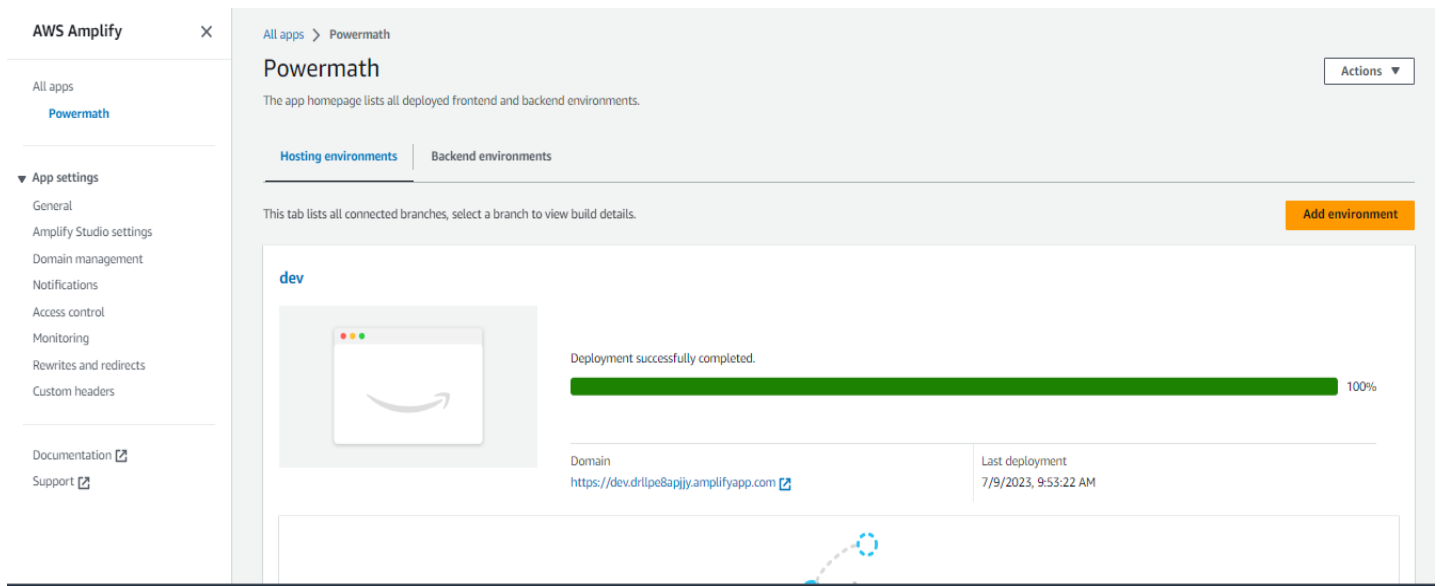 AWS Amplify
All apps
Powermath
App settings
General
Amplify Studio settings
Domain management
Notifications
Access control
Monitoring
Rewrites and redirects
Custom headers
Documentation
Support
All apps > Powermath
Powermath
Actions
The app homepage lists all deployed frontend and backend environments.
Hosting environments
Backend environments
This tab lists all connected branches, select a branch to view build details.
Add environment
dev
Deployment successfully completed.
100%
Domain
https://dev.drllpe8apjjy.amplifyapp.com
Last deployment
7/9/2023, 9:53:22 AM